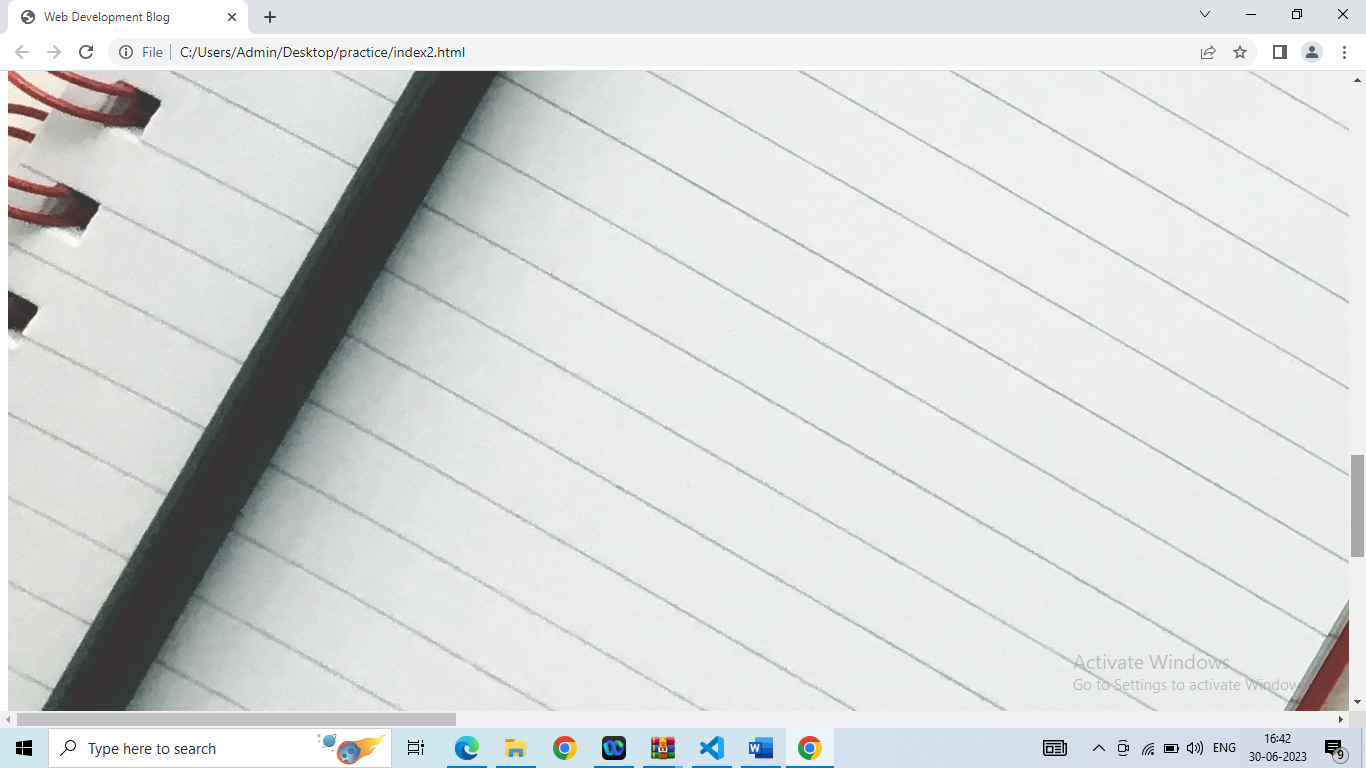 Web Development Blog
File
C:/Users/Admin/Desktop/practice/index2.html
Activate Windows
Go to Settings to activate Windows
Type here to search
ENG
16:42
30-06-2023
9